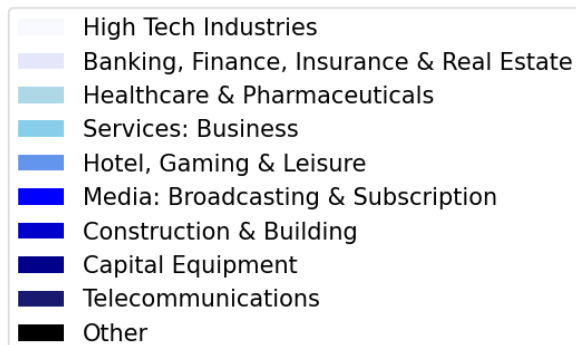 High Tech Industries
Banking, Finance, Insurance & Real Estate
Healthcare & Pharmaceuticals
Services: Business
Hotel, Gaming & Leisure
Media: Broadcasting & Subscription
Construction & Building
Capital Equipment
Telecommunications
Other